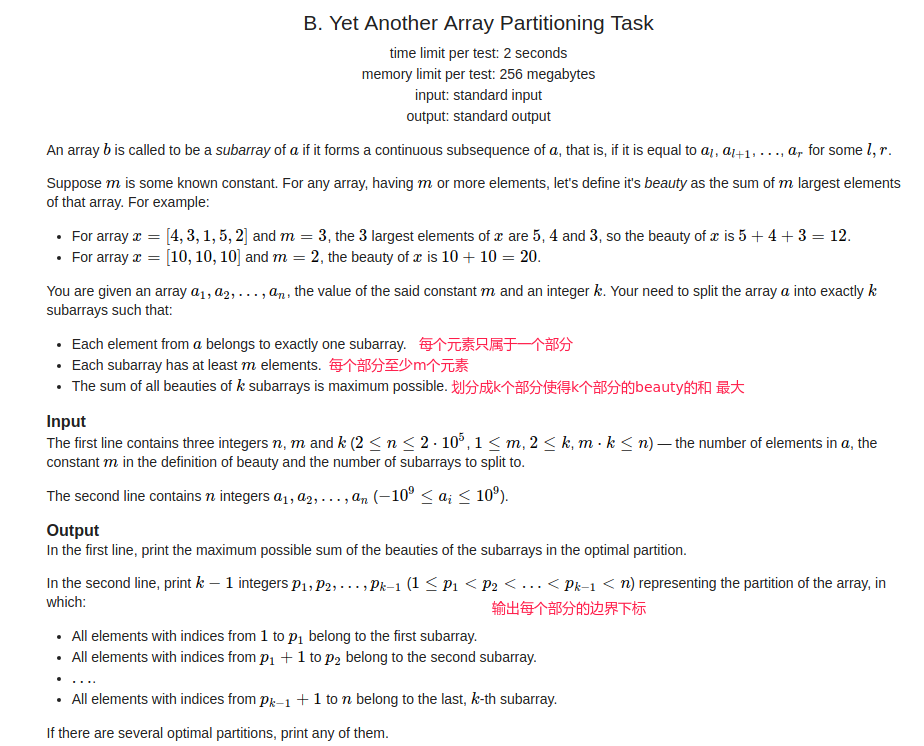 B. Yet Another Array Partitioning Task
time limit per test: 2 seconds
memory limit per test: 256 megabytes
input: standard input
output: standard output
An array b is called to be a subarray of a if it forms a continuous subsequence of a, that is, if it is equal to a_l, a_{l+1}, …, a_r for some l, r.
Suppose m is some known constant. For any array, having m or more elements, let's define it's beauty as the sum of m largest elements
of that array. For example:
• For array x = [4, 3, 1, 5, 2] and m = 3, the 3 largest elements of x are 5, 4 and 3, so the beauty of x is 5 + 4 + 3 = 12.
• For array x = [10, 10, 10] and m = 2, the beauty of x is 10 + 10 = 20.
You are given an array a_1, a_2, …, a_n, the value of the said constant m and an integer k. Your need to split the array a into exactly k
subarrays such that:
• Each element from a belongs to exactly one subarray. 每个元素只属于一个部分
• Each subarray has at least m elements. 每个部分至少m个元素
• The sum of all beauties of k subarrays is maximum possible. 划分成k个部分使得k个部分的beauty的和 最大
Input
The first line contains three integers n, m and k (2 ≤ n ≤ 2 · 10^5, 1 ≤ m, 2 ≤ k, m · k ≤ n) — the number of elements in a, the
constant m in the definition of beauty and the number of subarrays to split to.
The second line contains n integers a_1, a_2, …, a_n (−10^9 ≤ a_i ≤ 10^9).
Output
In the first line, print the maximum possible sum of the beauties of the subarrays in the optimal partition.
In the second line, print k − 1 integers p_1, p_2, …, p_{k−1} (1 ≤ p_1 < p_2 < … < p_{k−1} < n) representing the partition of the array, in
which:
输出每个部分的边界下标
• All elements with indices from 1 to p_1 belong to the first subarray.
• All elements with indices from p_1 + 1 to p_2 belong to the second subarray.
• ….
• All elements with indices from p_{k−1} + 1 to n belong to the last, k-th subarray.
If there are several optimal partitions, print any of them.